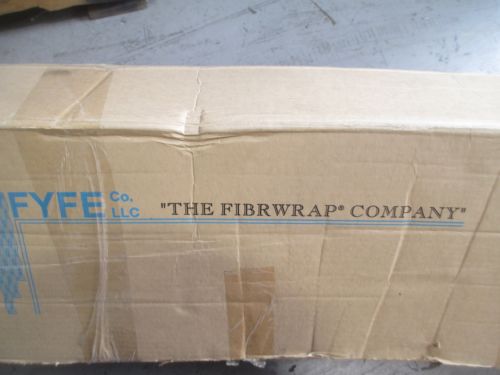 FYFE Co. LLC
"THE FIBRWRAP® COMPANY"